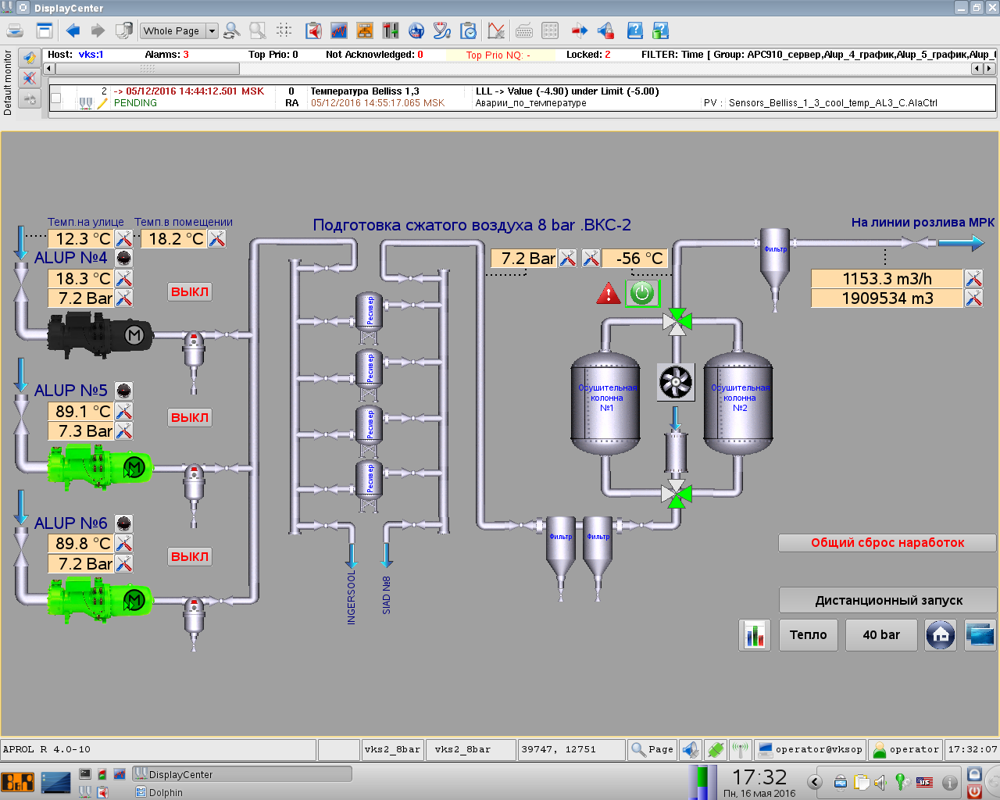 DisplayCenter
Whole Page
Default monitor
Host: vks:1 Alarms: 3 Top Prio: 0 Not Acknowledged: 0 Top Prio NQ: - Locked: 2 FILTER: Time [ Group: APC910_сервер,Alup_4_график,Alup_5_график,Alup_
2 -> 05/12/2016 14:44:12.501 MSK 0 Температура Belliss 1,3 LLL -> Value (-4.90) under Limit (-5.00)
PENDING RA 05/12/2016 14:55:17.065 MSK Аварии_по_температуре PV : Sensors_Belliss_1_3_cool_temp_AL3_C.AlaCtrl
Темп.на улице Темп.в помещении
12.3 °C 18.2 °C
Подготовка сжатого воздуха 8 bar .ВКС-2
На линии розлива МРК
ALUP №4
18.3 °C
7.2 Bar
ВЫКЛ
M
ALUP №5
89.1 °C
7.3 Bar
ВЫКЛ
M
ALUP №6
89.8 °C
7.2 Bar
ВЫКЛ
M
Ресивер
Ресивер
Ресивер
Ресивер
INGERSOOL
SIAD №8
7.2 Bar
-56 °C
Фильтр
1153.3 m3/h
1909534 m3
Осушительная
колонна
№1
Осушительная
колонна
№2
Фильтр
Фильтр
Общий сброс наработок
Дистанционный запуск
Тепло
40 bar
APROL R 4.0-10 vks2_8bar vks2_8bar 39747, 12751 Page operator@vksop operator 17:32:07
B&R
DisplayCenter
Dolphin
17:32
Пн, 16 мая 2016